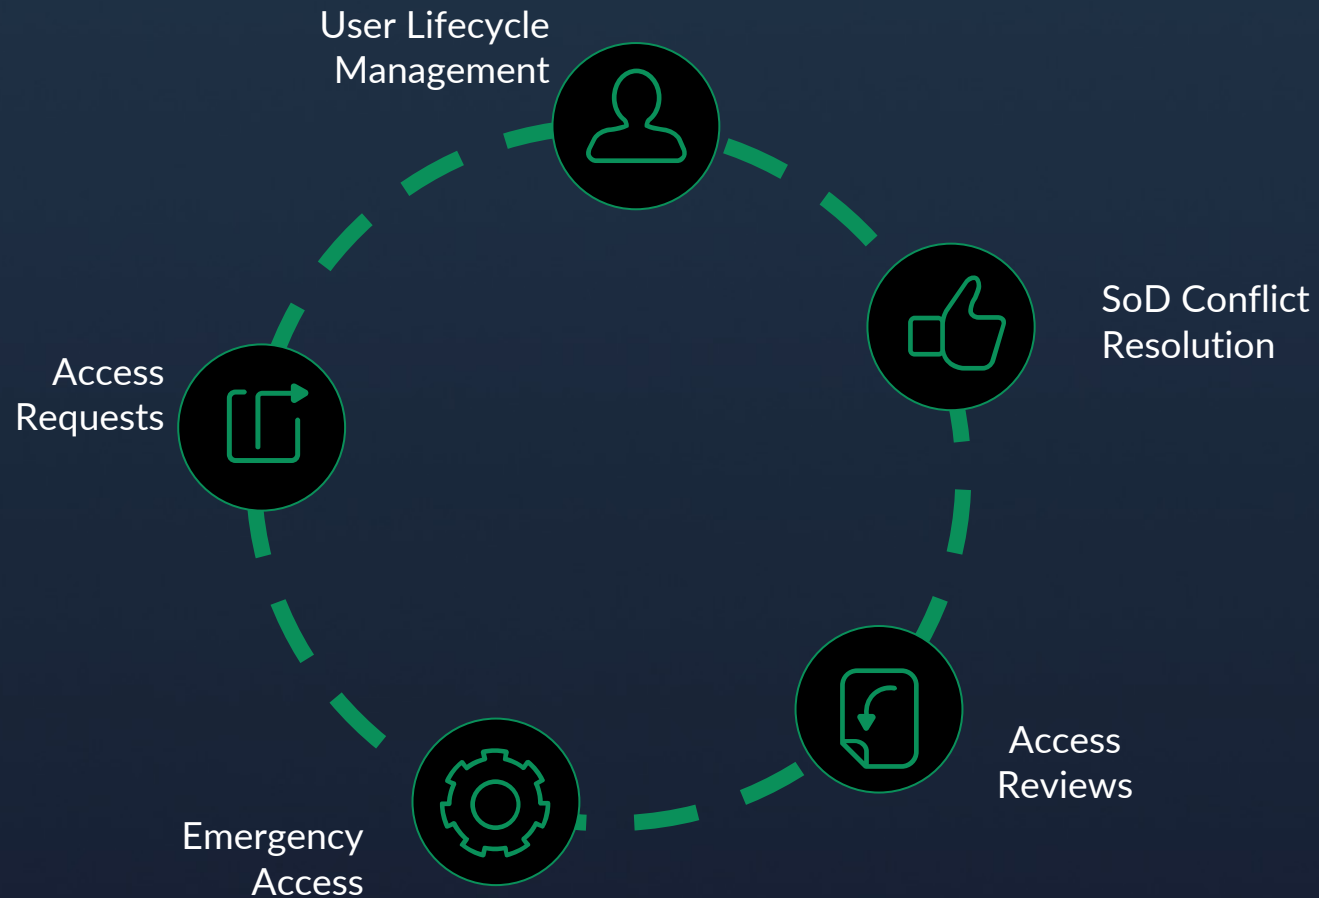 User Lifecycle
Management
SoD Conflict
Resolution
Access
Requests
Access
Reviews
Emergency
Access